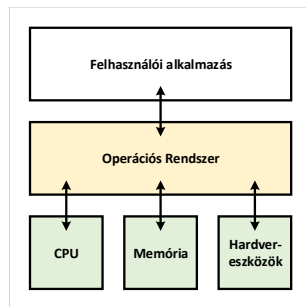 Felhasználói alkalmazás
Operációs Rendszer
CPU
Memória
Hardver-
eszközök